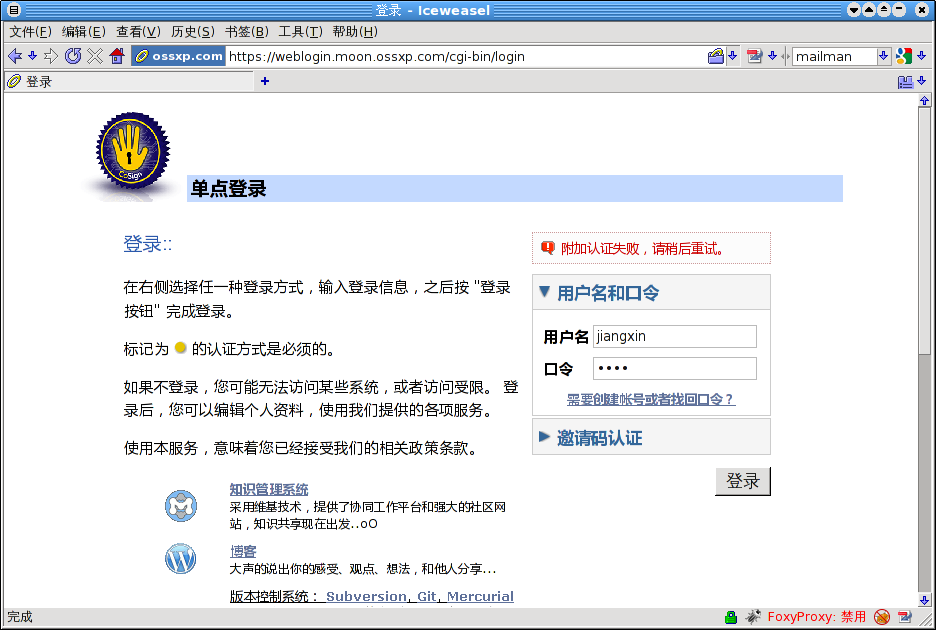 登录 - Iceweasel
文件(F) 编辑(E) 查看(V) 历史(S) 书签(B) 工具(T) 帮助(H)
ossxp.com https://weblogin.moon.ossxp.com/cgi-bin/login mailman
登录
CoSign
单点登录
登录::
在右侧选择任一种登录方式，输入登录信息，之后按 "登录
按钮" 完成登录。
标记为 的认证方式是必须的。
如果不登录，您可能无法访问某些系统，或者访问受限。 登
录后，您可以编辑个人资料，使用我们提供的各项服务。
使用本服务，意味着您已经接受我们的相关政策条款。
知识管理系统
采用维基技术，提供了协同工作平台和强大的社区网
站，知识共享现在出发..oO
博客
大声的说出你的感受、观点、想法，和他人分享...
版本控制系统： Subversion, Git, Mercurial
附加认证失败，请稍后重试。
用户名和口令
用户名 jiangxin
口令 ••••
需要创建帐号或者找回口令？
邀请码认证
登录
完成
FoxyProxy: 禁用